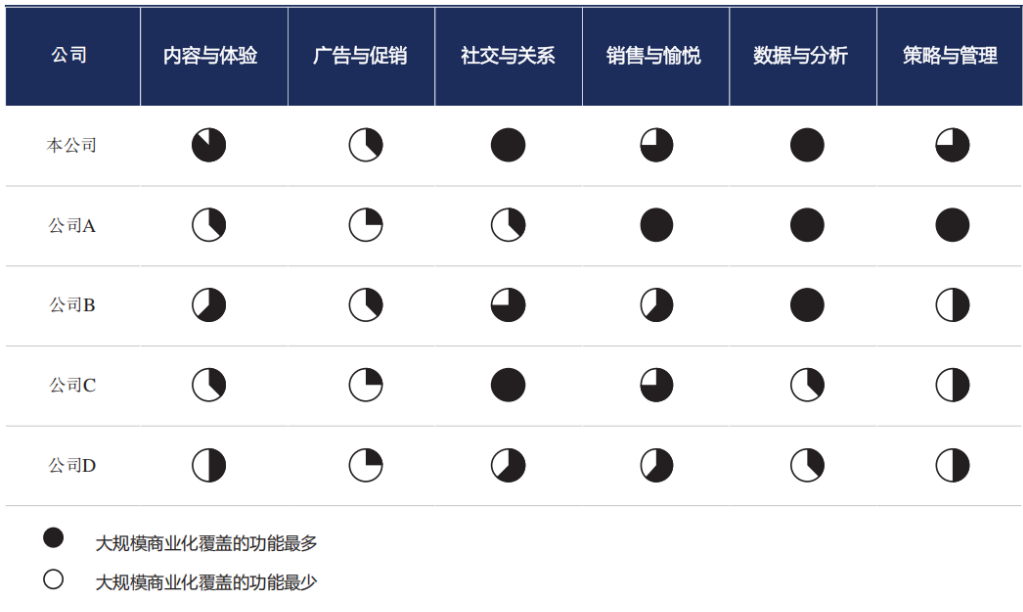 公司 内容与体验 广告与促销 社交与关系 销售与愉悦 数据与分析 策略与管理
本公司
公司A
公司B
公司C
公司D
大规模商业化覆盖的功能最多
大规模商业化覆盖的功能最少